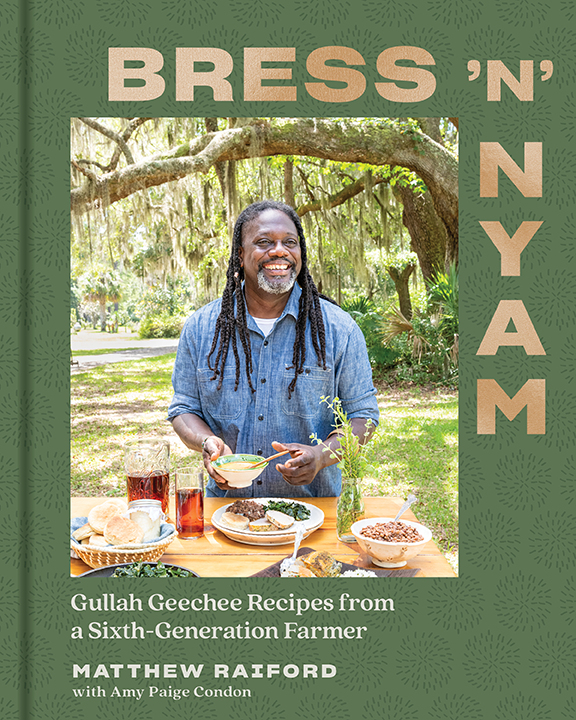 BRESS ’N’
NYAM
Gullah Geechee Recipes from
a Sixth-Generation Farmer
MATTHEW RAIFORD
with Amy Paige Condon